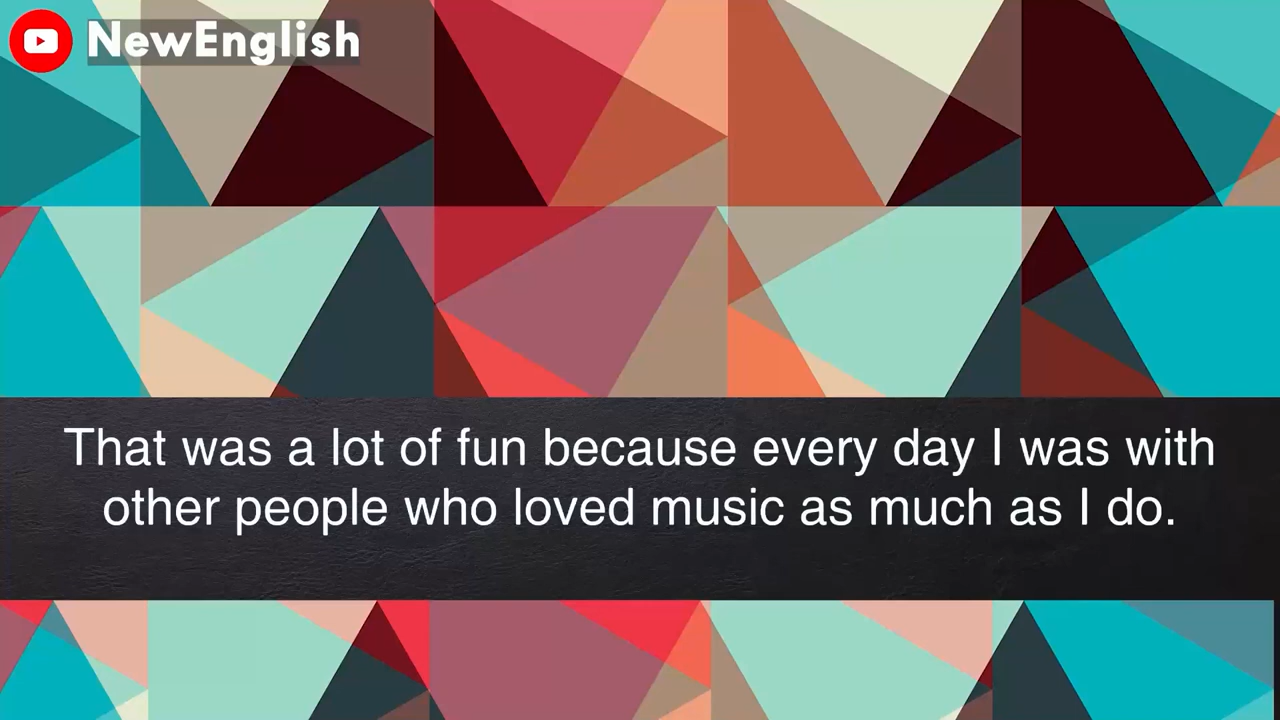 NewEnglish
That was a lot of fun because every day I was with
other people who loved music as much as I do.